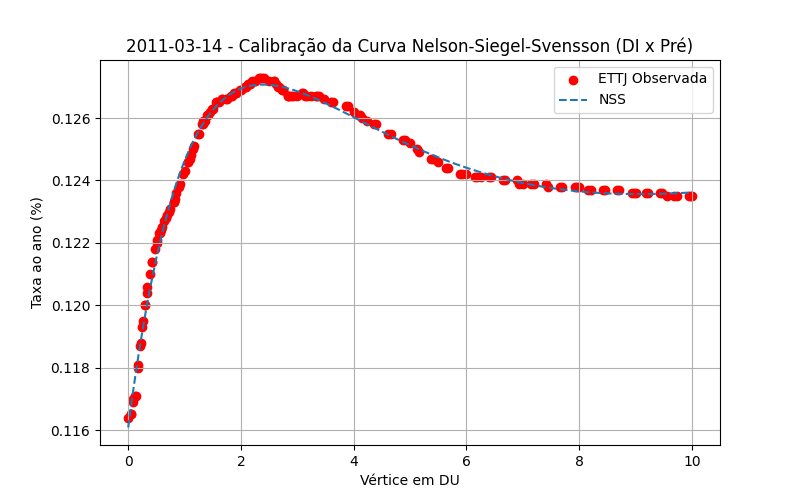 2011-03-14 - Calibração da Curva Nelson-Siegel-Svensson (DI x Pré)
ETTJ Observada
NSS
Taxa ao ano (%)
0.126
0.124
0.122
0.120
0.118
0.116
0 2 4 6 8 10
Vértice em DU